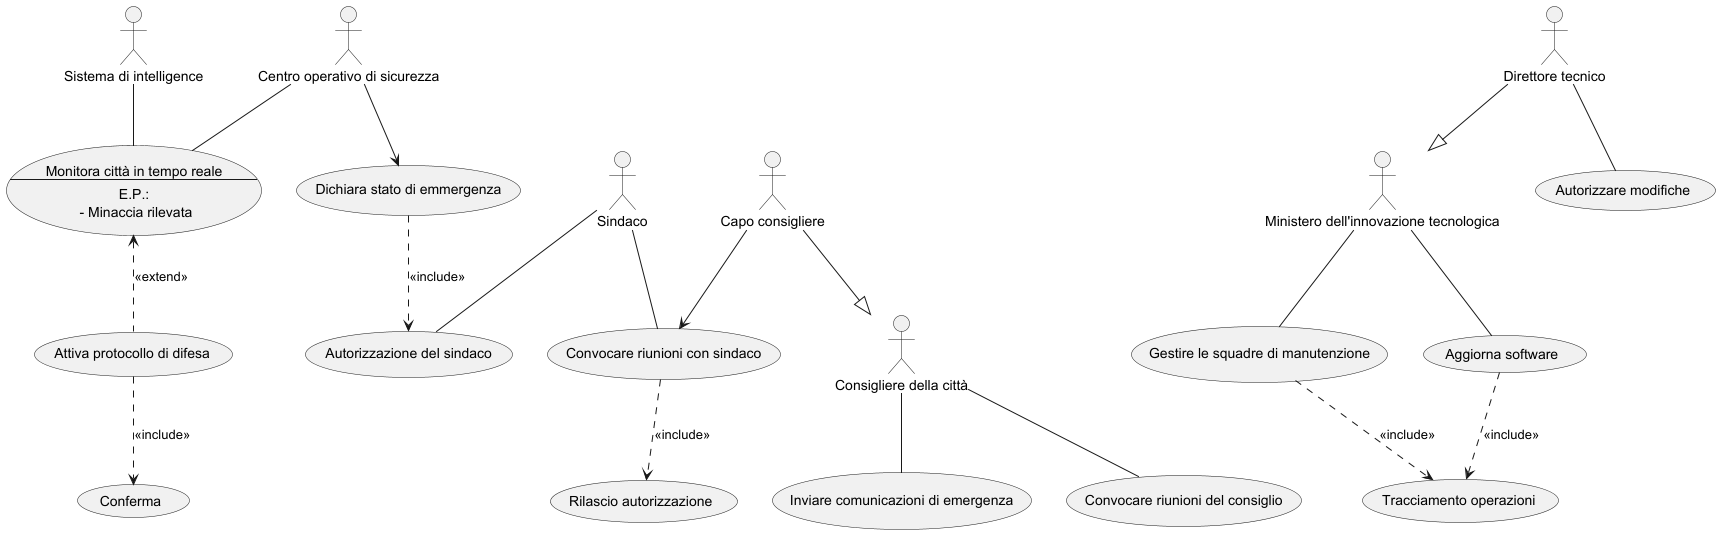 Sistema di intelligence
Centro operativo di sicurezza
Direttore tecnico
Monitora città in tempo reale
E.P.:
- Minaccia rilevata
Dichiara stato di emmergenza
Autorizzare modifiche
Sindaco
Capo consigliere
Ministero dell'innovazione tecnologica
«extend»
«include»
Attiva protocollo di difesa
Autorizzazione del sindaco
Convocare riunioni con sindaco
Gestire le squadre di manutenzione
Aggiorna software
Consigliere della città
«include»
«include»
«include»
«include»
Conferma
Rilascio autorizzazione
Inviare comunicazioni di emergenza
Convocare riunioni del consiglio
Tracciamento operazioni